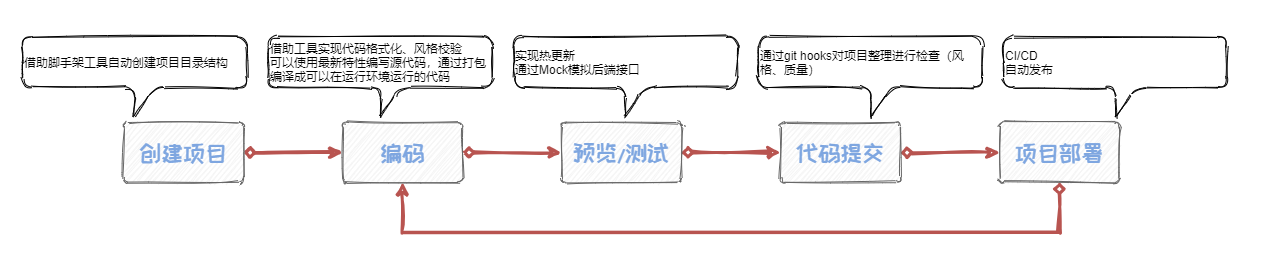 借助脚手架工具自动创建项目目录结构
借助工具实现代码格式化、风格校验
可以使用最新特性编写源代码，通过打包
编译成可以在运行环境运行的代码
实现热更新
通过Mock模拟后端接口
通过git hooks对项目整理进行检查（风
格、质量）
CI/CD
自动发布
创建项目
编码
预览/测试
代码提交
项目部署